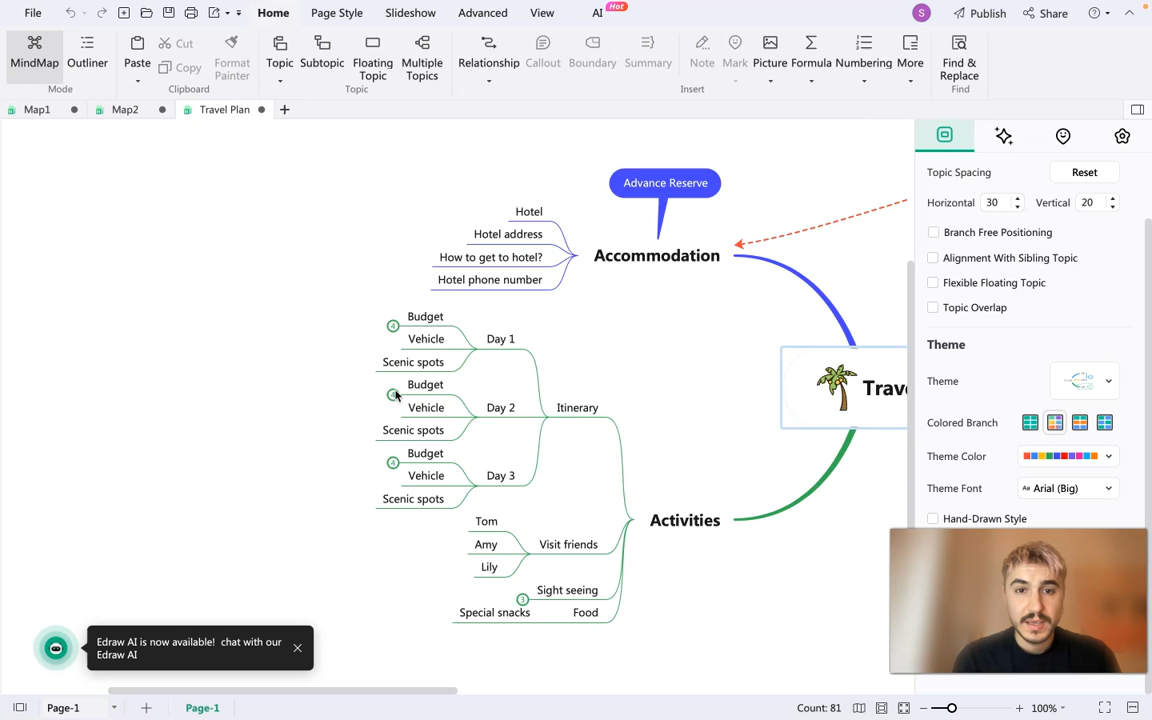 File
Home
Page Style
Slideshow
Advanced
View
AI
Hot
S
Publish
Share
MindMap
Outliner
Mode
Paste
Cut
Copy
Format
Painter
Clipboard
Topic
Subtopic
Floating
Topic
Multiple
Topics
Topic
Relationship
Callout
Boundary
Summary
Note
Mark
Picture
Formula
Numbering
More
Insert
Find &
Replace
Find
Map1
Map2
Travel Plan
Advance Reserve
Hotel
Hotel address
How to get to hotel?
Hotel phone number
Accommodation
4
Budget
Vehicle
Scenic spots
Day 1
Budget
Vehicle
Scenic spots
Day 2
4
Budget
Vehicle
Scenic spots
Day 3
Itinerary
Tom
Amy
Lily
Visit friends
Sight seeing
3
Special snacks
Food
Activities
Topic Spacing
Reset
Horizontal 30
Vertical 20
Branch Free Positioning
Alignment With Sibling Topic
Flexible Floating Topic
Topic Overlap
Theme
Theme
Colored Branch
Theme Color
Theme Font
Aa Arial (Big)
Hand-Drawn Style
Edraw AI is now available! chat with our
Edraw AI
Page-1
Page-1
Count: 81
100%